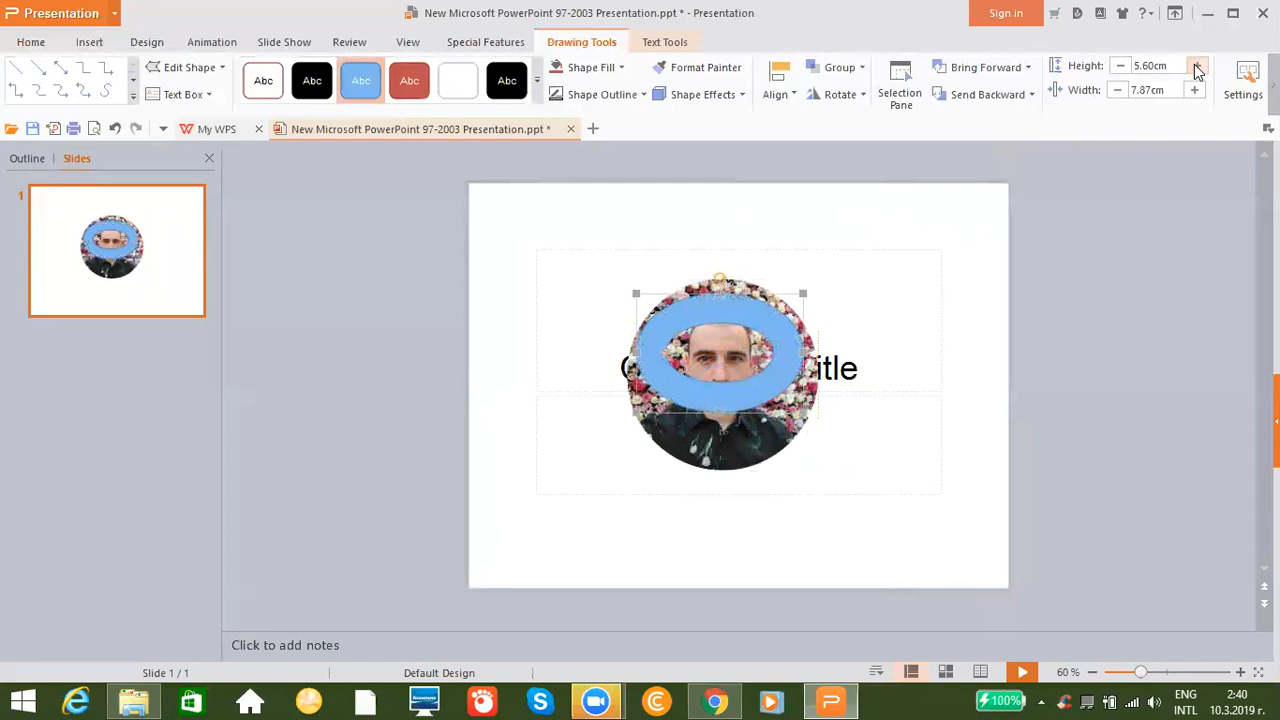 Presentation
New Microsoft PowerPoint 97-2003 Presentation.ppt * - Presentation
Sign in
Home Insert Design Animation Slide Show Review View Special Features Drawing Tools Text Tools
Edit Shape Abc Abc Abc Abc Abc Shape Fill Format Painter Group Bring Forward Height: 5.60cm
Text Box Shape Outline Shape Effects Align Rotate Selection Pane Send Backward Width: 7.87cm Settings
My WPS New Microsoft PowerPoint 97-2003 Presentation.ppt *
Outline Slides
1
itle
Click to add notes
Slide 1 / 1 Default Design 60 %
100% ENG 2:40
INTL 10.3.2019 г.